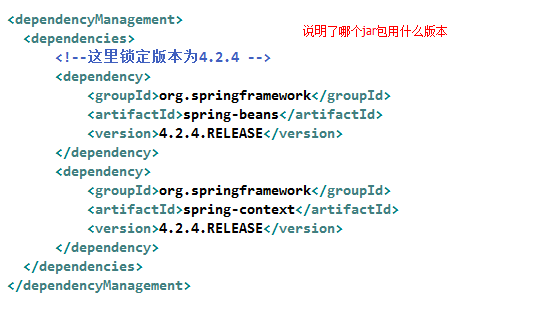 <dependencyManagement>
说明了哪个jar包用什么版本
<dependencies>
<!--这里锁定版本为4.2.4 -->
<dependency>
<groupId>org.springframework</groupId>
<artifactId>spring-beans</artifactId>
<version>4.2.4.RELEASE</version>
</dependency>
<dependency>
<groupId>org.springframework</groupId>
<artifactId>spring-context</artifactId>
<version>4.2.4.RELEASE</version>
</dependency>
</dependencies>
</dependencyManagement>